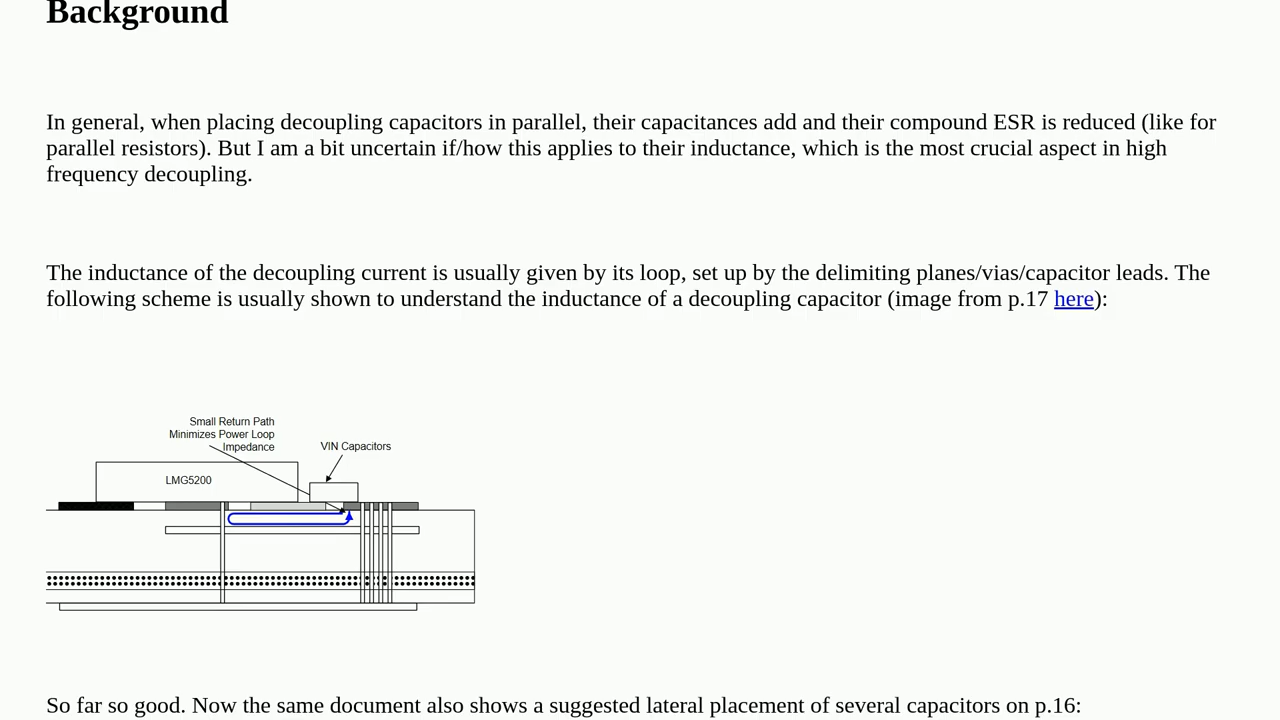 Background
In general, when placing decoupling capacitors in parallel, their capacitances add and their compound ESR is reduced (like for
parallel resistors). But I am a bit uncertain if/how this applies to their inductance, which is the most crucial aspect in high
frequency decoupling.
The inductance of the decoupling current is usually given by its loop, set up by the delimiting planes/vias/capacitor leads. The
following scheme is usually shown to understand the inductance of a decoupling capacitor (image from p.17 here):
Small Return Path
Minimizes Power Loop
Impedance
VIN Capacitors
LMG5200
So far so good. Now the same document also shows a suggested lateral placement of several capacitors on p.16: